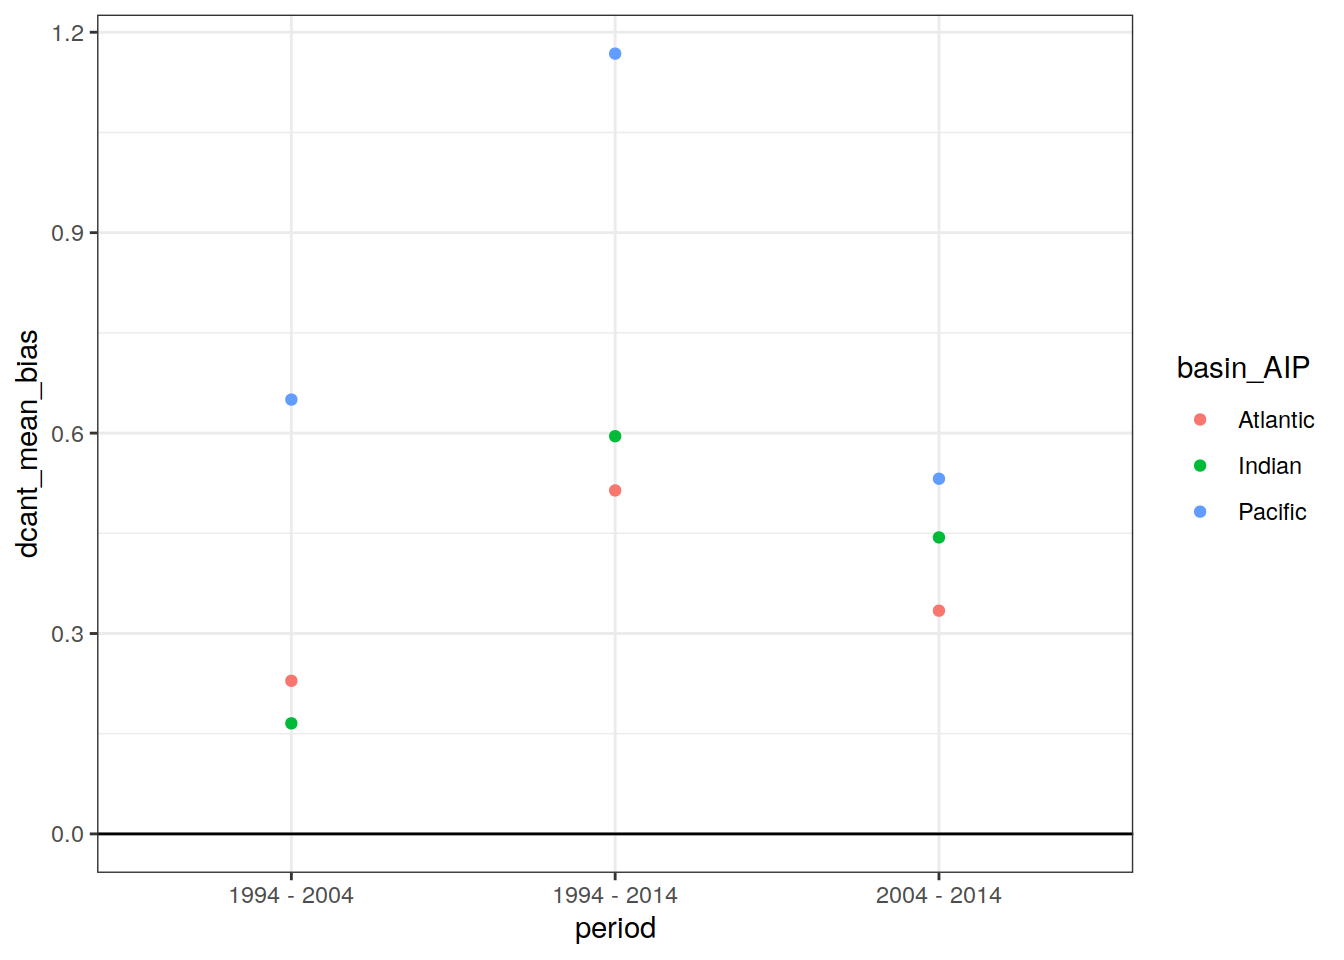 1.2
0.9
0.6
0.3
0.0
dcant_mean_bias
1994 - 2004
1994 - 2014
2004 - 2014
period
basin_AIP
Atlantic
Indian
Pacific